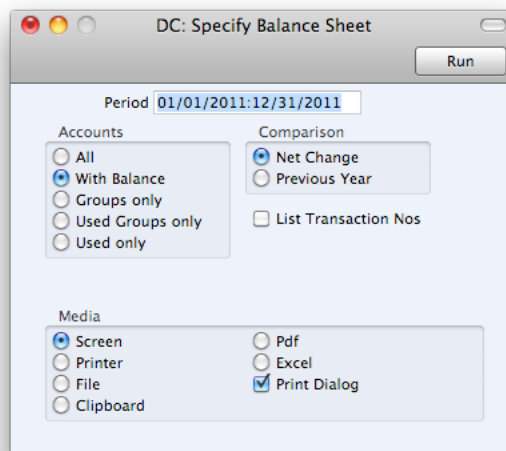 DC: Specify Balance Sheet
Run
Period 01/01/2011:12/31/2011
Accounts
All
With Balance
Groups only
Used Groups only
Used only
Comparison
Net Change
Previous Year
List Transaction Nos
Media
Screen
Printer
File
Clipboard
Pdf
Excel
Print Dialog